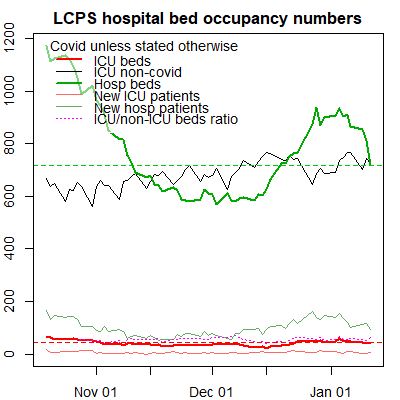 LCPS hospital bed occupancy numbers
Covid unless stated otherwise
ICU beds
ICU non-covid
Hosp beds
New ICU patients
New hosp patients
ICU/non-ICU beds ratio
1200
1000
800
600
400
200
0
Nov 01
Dec 01
Jan 01